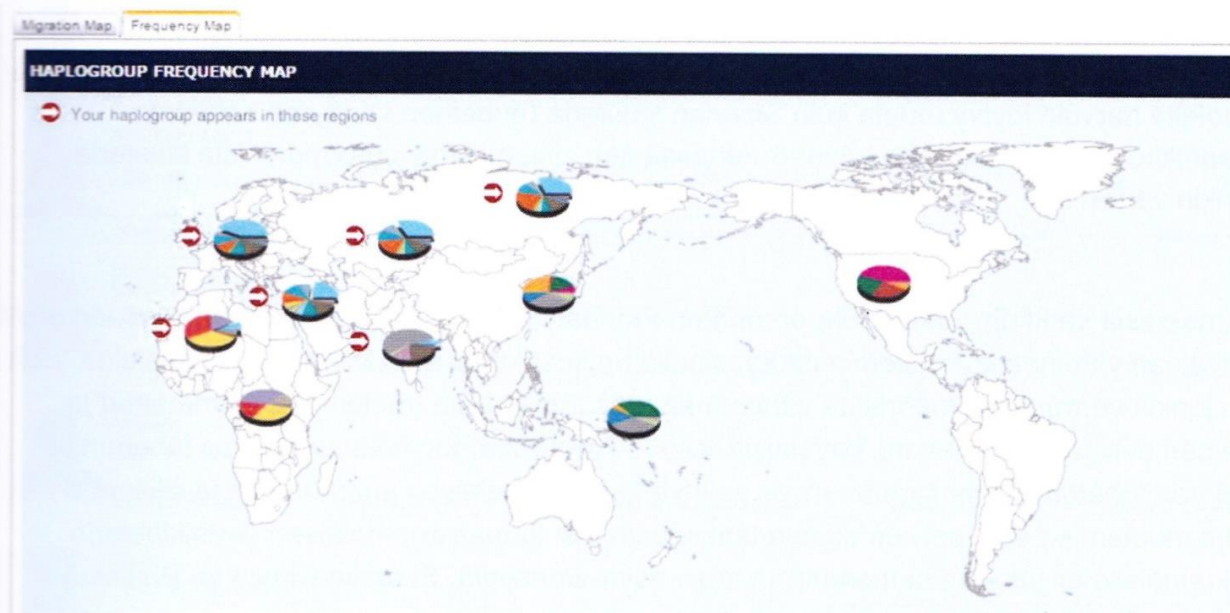 Migration Map Frequency Map
HAPLOGROUP FREQUENCY MAP
Your haplogroup appears in these regions